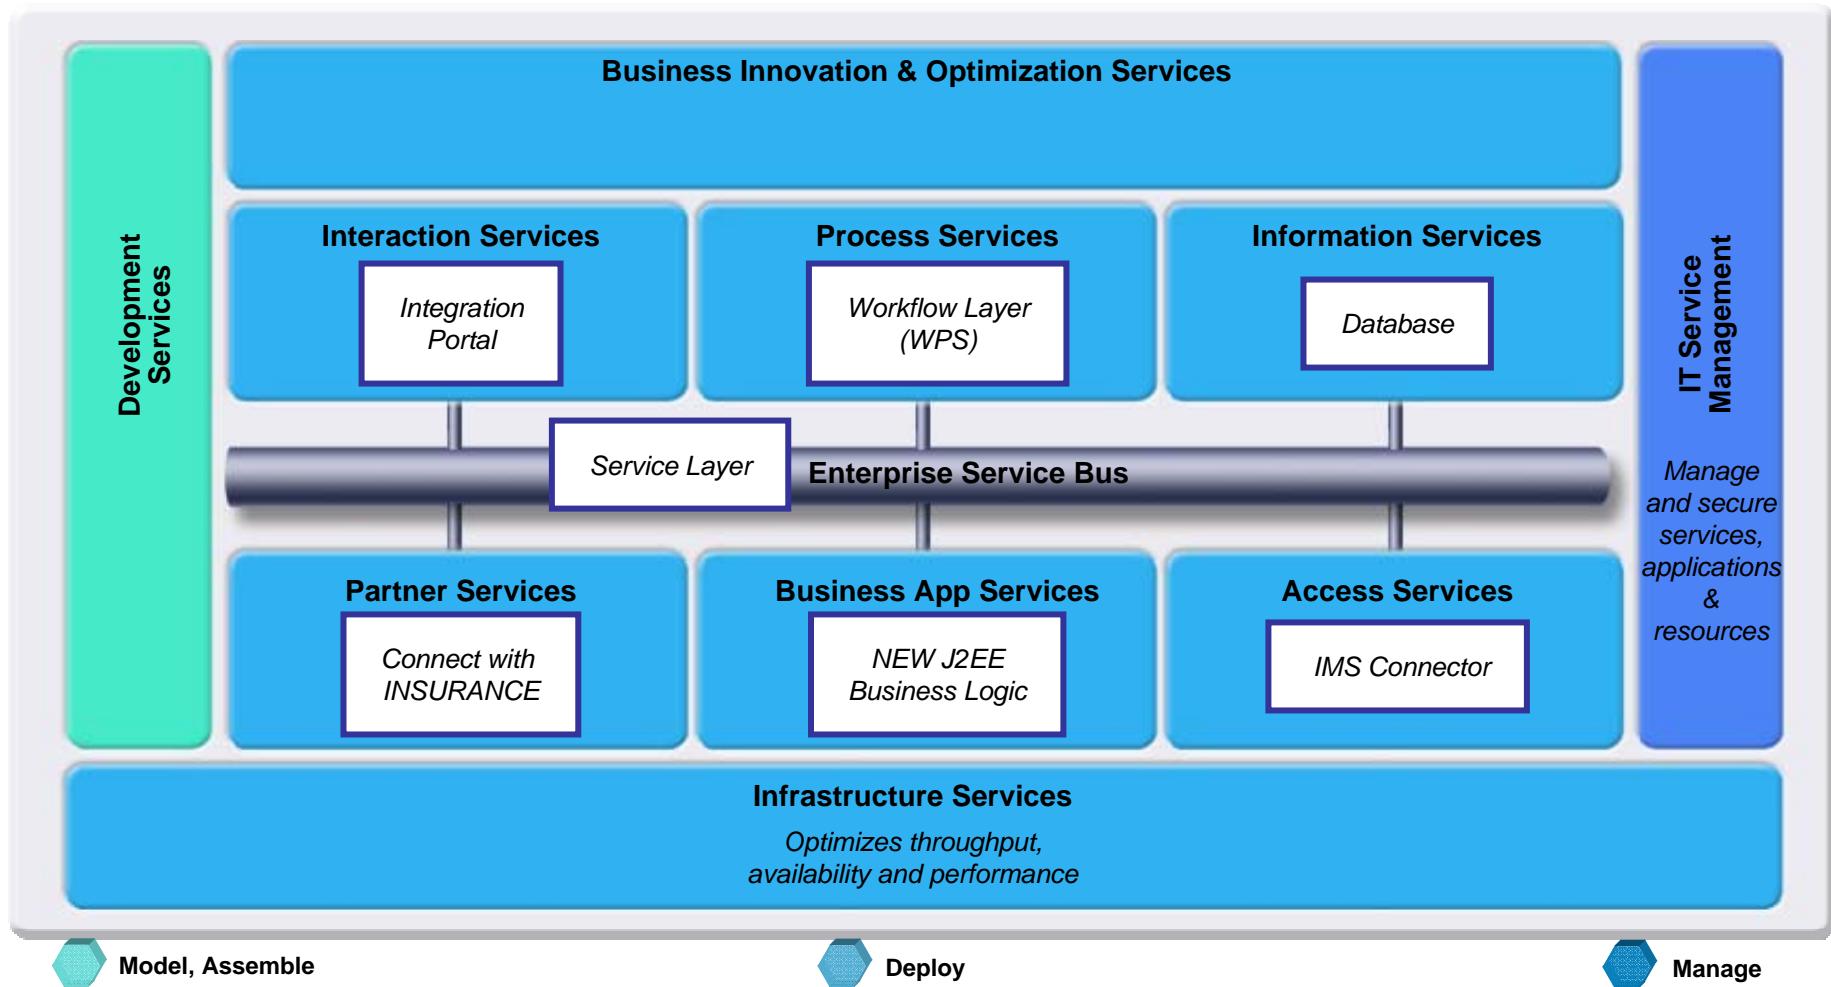 Business Innovation & Optimization Services
Development
Services
Interaction Services
Integration
Portal
Process Services
Workflow Layer
(WPS)
Information Services
Database
IT Service
Management
Manage
and secure
services,
applications
&
resources
Service Layer
Enterprise Service Bus
Partner Services
Connect with
INSURANCE
Business App Services
NEW J2EE
Business Logic
Access Services
IMS Connector
Infrastructure Services
Optimizes throughput,
availability and performance
Model, Assemble
Deploy
Manage